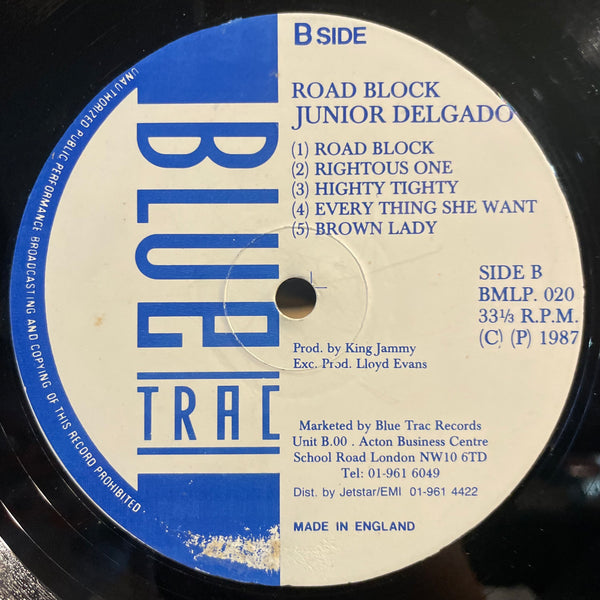 B SIDE
ROAD BLOCK
JUNIOR DELGADO
(1) ROAD BLOCK
(2) RIGHTOUS ONE
(3) HIGHTY TIGHTY
(4) EVERY THING SHE WANT
(5) BROWN LADY
SIDE B
BMLP. 020
33⅓ R.P.M.
(C) (P) 1987
Prod. by King Jammy
Exc. Prod. Lloyd Evans
Marketed by Blue Trac Records
Unit B.00 . Acton Business Centre
School Road London NW10 6TD
Tel: 01-961 6049
Dist. by Jetstar/EMI 01-961 4422
MADE IN ENGLAND
BLUE
TRAC
UNAUTHORIZED PUBLIC PERFORMANCE BROADCASTING AND COPYING OF THIS RECORD PROHIBITED